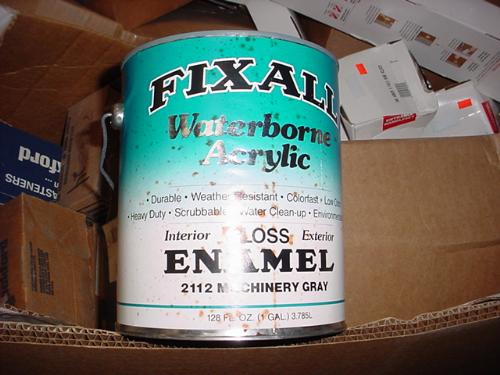 FIXALL
Waterborne
Acrylic
• Durable • Weather Resistant • Colorfast • Low
• Heavy Duty • Scrubbable • Water Clean-up •
Interior GLOSS Exterior
ENAMEL
2112 MACHINERY GRAY
128 FL. OZ. (1 GAL.) 3.785L
ford
ASTENERS